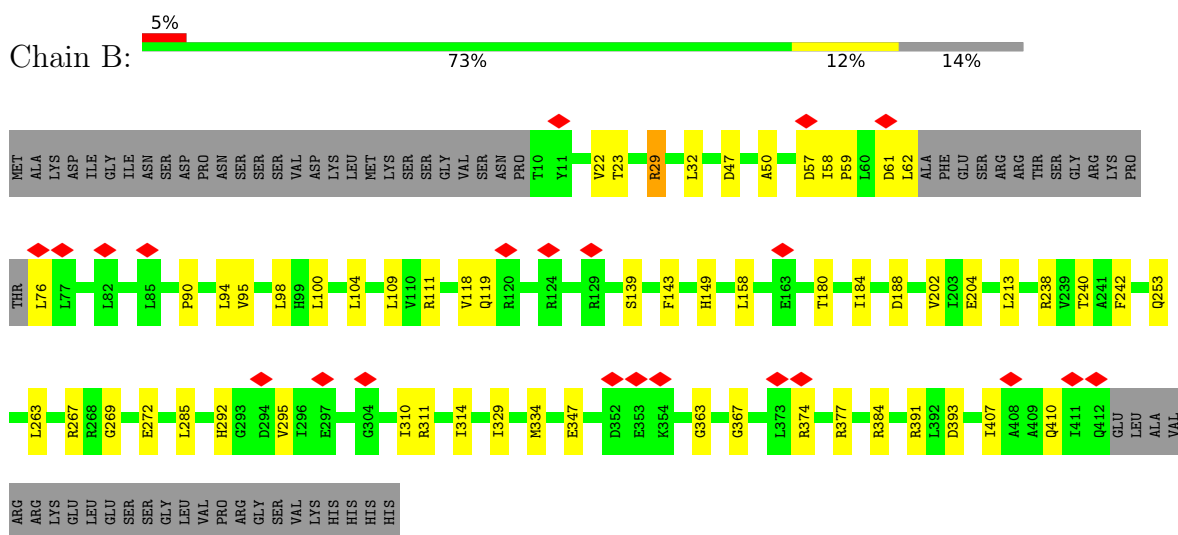 5%
Chain B:
73% 12% 14%
MET ALA LYS ASP ILE GLY ILE ASN SER ASP PRO ASN SER SER SER VAL ASP LYS LEU MET LYS SER SER GLY VAL SER ASN PRO T10 Y11 V22 T23 R29 L32 D47 A50 D57 I58 P59 L60 D61 L62 ALA PHE GLU SER ARG ARG THR SER GLY ARG LYS PRO
THR L76 L77 L82 L85 P90 L94 V95 L98 H99 L100 L104 L109 V110 R111 V118 Q119 R120 R124 R129 S139 F143 H149 L158 E163 T180 I184 D188 V202 I203 E204 L213 R238 V239 T240 A241 F242 Q253
L263 R267 R268 G269 E272 L285 H292 G293 D294 V295 I296 E297 G304 I310 R311 I314 I329 M334 E347 D352 E353 K354 G363 G367 L373 R374 R377 R384 R391 L392 D393 I407 A408 A409 Q410 I411 Q412 GLU LEU ALA VAL
ARG ARG LYS GLU LEU GLU SER SER GLY LEU VAL PRO ARG GLY SER VAL LYS HIS HIS HIS HIS